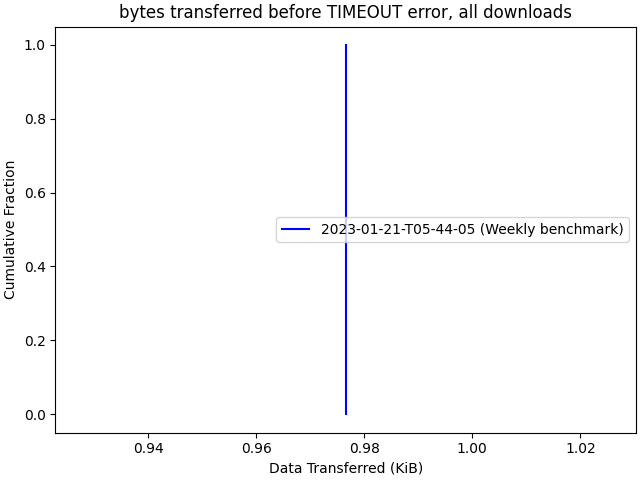 bytes transferred before TIMEOUT error, all downloads
Cumulative Fraction
1.0
0.8
0.6
0.4
0.2
0.0
2023-01-21-T05-44-05 (Weekly benchmark)
0.94 0.96 0.98 1.00 1.02
Data Transferred (KiB)